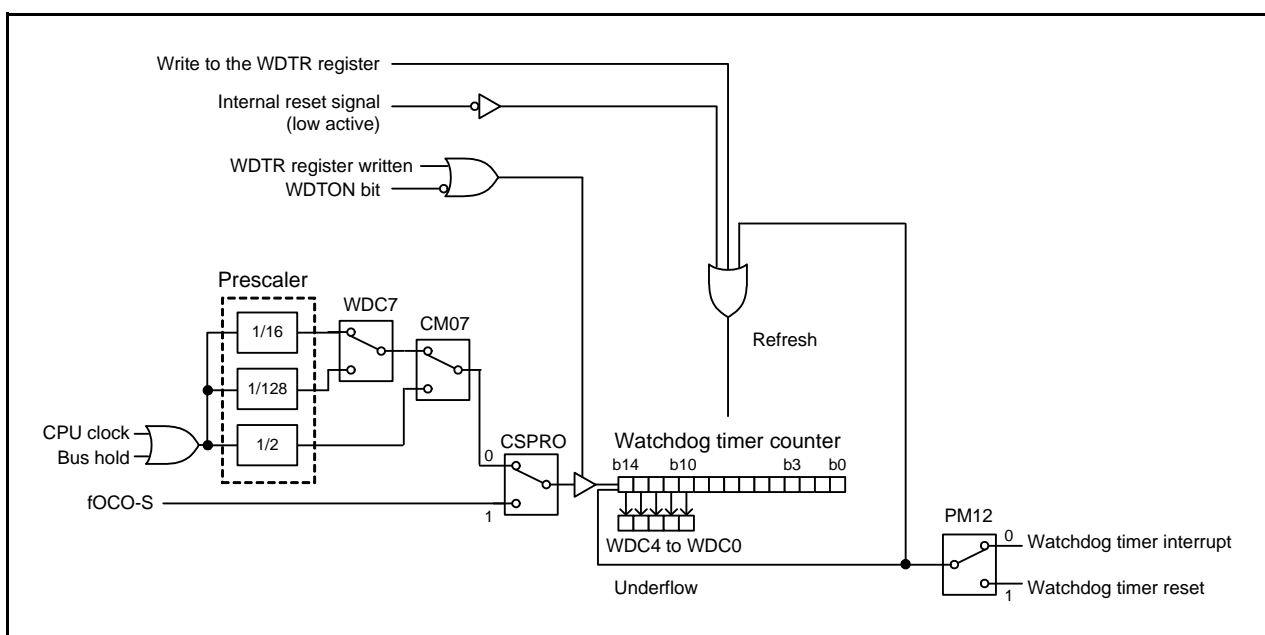 Write to the WDTR register
Internal reset signal
(low active)
WDTR register written
WDTON bit
Prescaler
WDC7
1/16
CM07
Refresh
1/128
CPU clock
Bus hold
1/2
CSPRO
Watchdog timer counter
0
b14 b10 b3 b0
fOCO-S
1
PM12
WDC4 to WDC0
0
Watchdog timer interrupt
Underflow
Watchdog timer reset
1